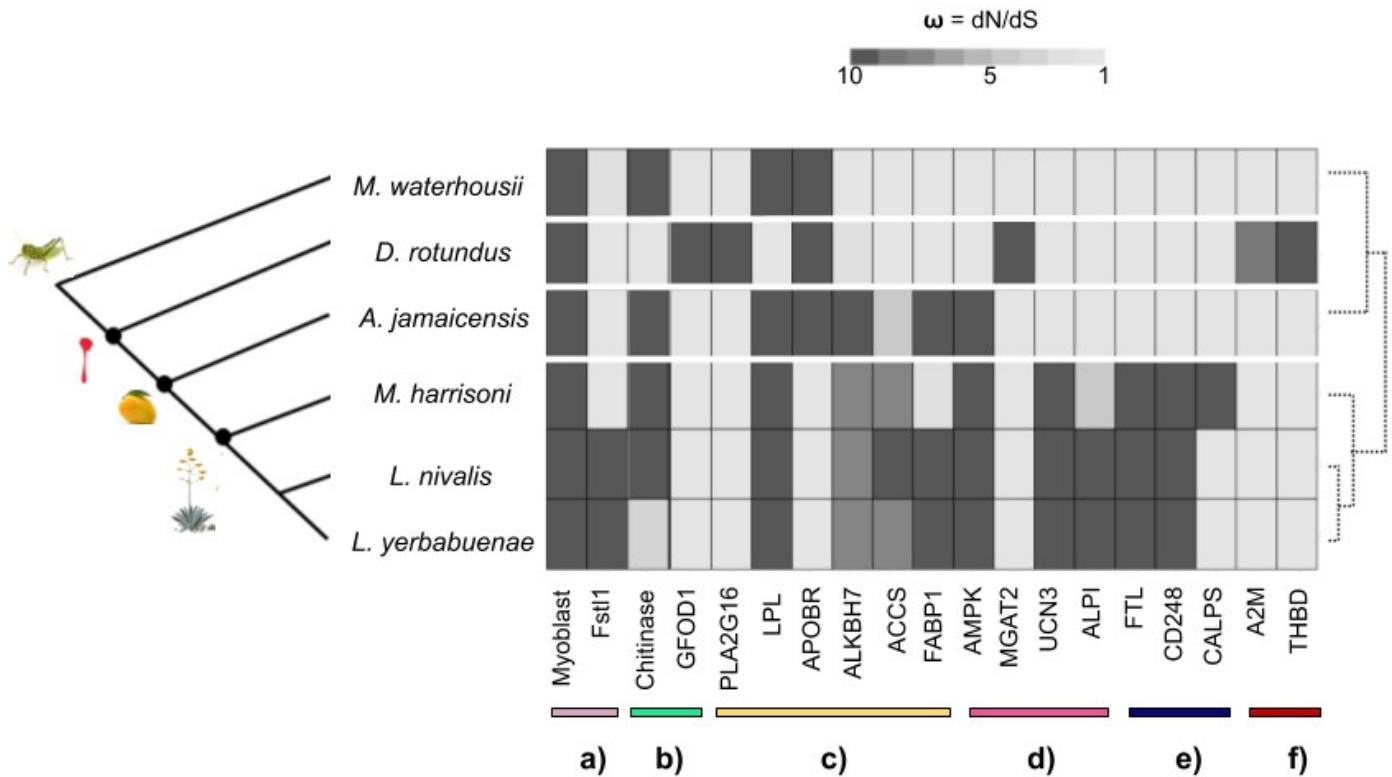 ω = dN/dS
10 5 1
M. waterhousii
D. rotundus
A. jamaicensis
M. harrisoni
L. nivalis
L. yerbabuenae
Myoblast
Fstl1
Chitinase
GFOD1
PLA2G16
LPL
APOBR
ALKBH7
ACCS
FABP1
AMPK
MGAT2
UCN3
ALPI
FTL
CD248
CALPS
A2M
THBD
a) b) c) d) e) f)